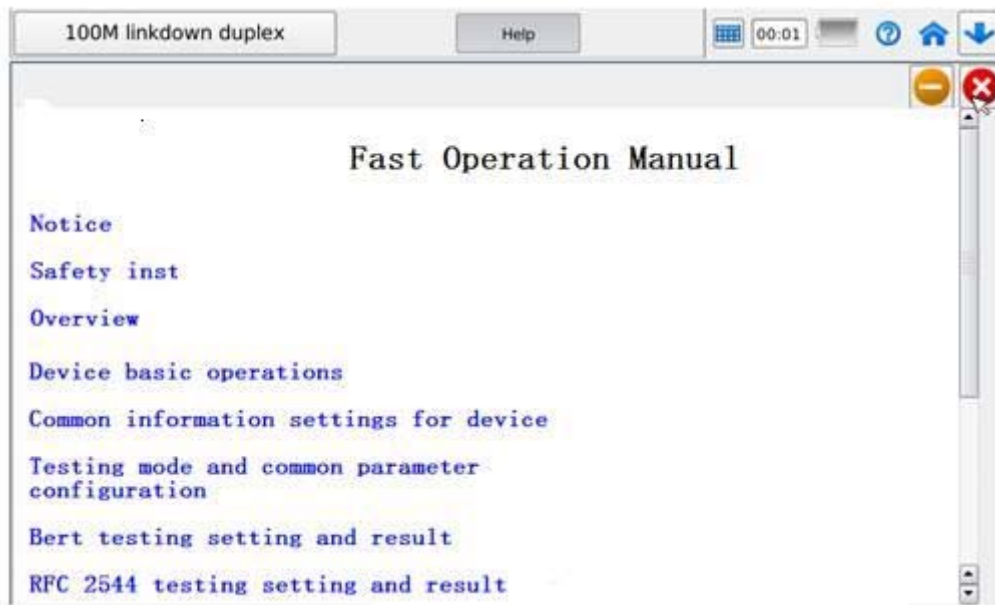 100M linkdown duplex
Help
00:01
Fast Operation Manual
Notice
Safety inst
Overview
Device basic operations
Common information settings for device
Testing mode and common parameter
configuration
Bert testing setting and result
RFC 2544 testing setting and result